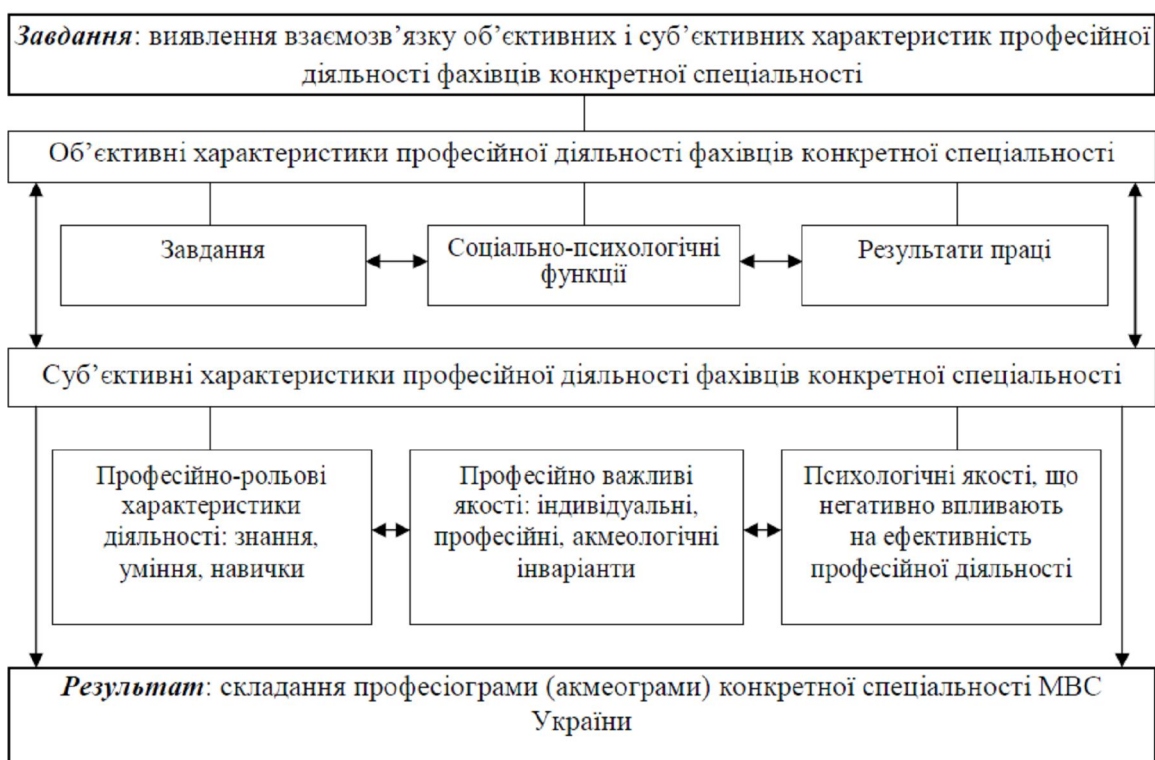 Завдання: виявлення взаємозв’язку об’єктивних і суб’єктивних характеристик професійної
діяльності фахівців конкретної спеціальності
Об’єктивні характеристики професійної діяльності фахівців конкретної спеціальності
Завдання
Соціально-психологічні
функції
Результати праці
Суб’єктивні характеристики професійної діяльності фахівців конкретної спеціальності
Професійно-рольові
характеристики
діяльності: знання,
уміння, навички
Професійно важливі
якості: індивідуальні,
професійні, акмеологічні
інваріанти
Психологічні якості, що
негативно впливають
на ефективність
професійної діяльності
Результат: складання професіограми (акмеограми) конкретної спеціальності МВС
України